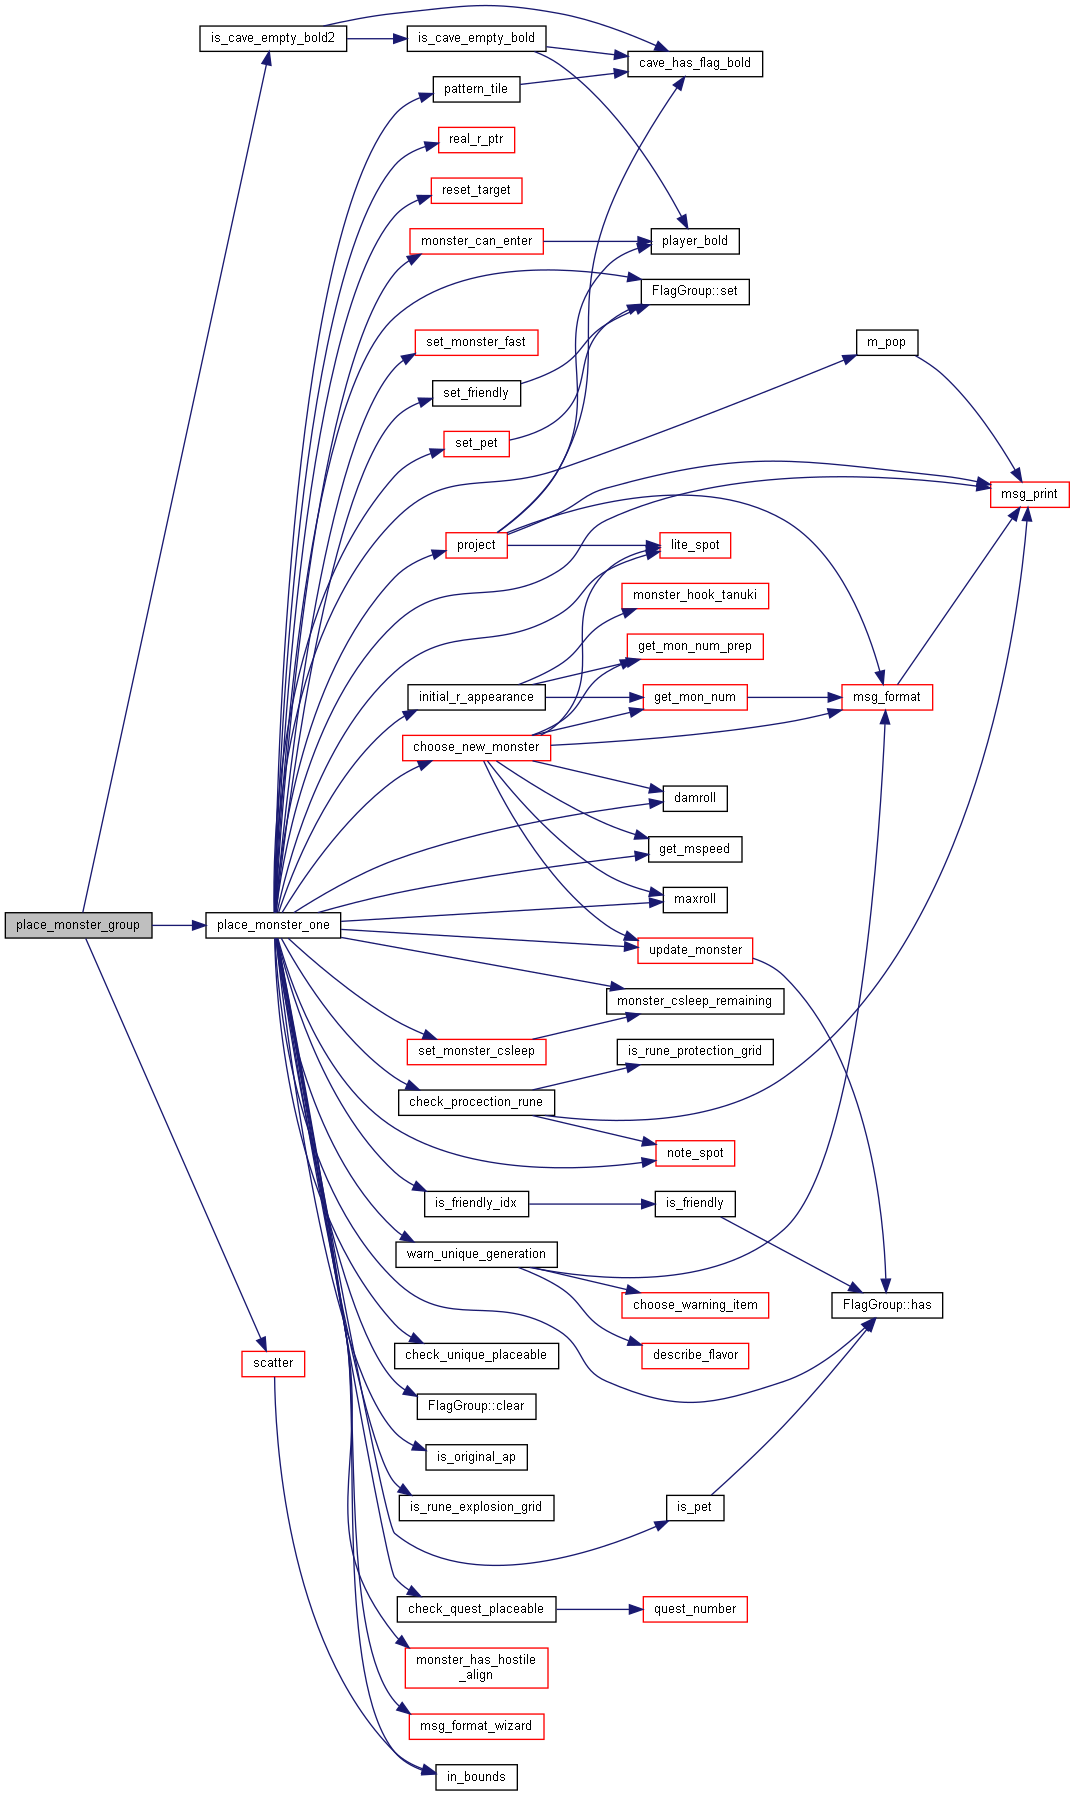 is_cave_empty_bold2
is_cave_empty_bold
cave_has_flag_bold
pattern_tile
real_r_ptr
reset_target
monster_can_enter
player_bold
FlagGroup::set
set_monster_fast
m_pop
set_friendly
set_pet
msg_print
project
lite_spot
monster_hook_tanuki
get_mon_num_prep
initial_r_appearance
get_mon_num
msg_format
choose_new_monster
damroll
get_mspeed
maxroll
place_monster_group
place_monster_one
update_monster
monster_csleep_remaining
set_monster_csleep
is_rune_protection_grid
check_procection_rune
note_spot
is_friendly_idx
is_friendly
warn_unique_generation
choose_warning_item
FlagGroup::has
check_unique_placeable
describe_flavor
scatter
FlagGroup::clear
is_original_ap
is_rune_explosion_grid
is_pet
check_quest_placeable
quest_number
monster_has_hostile
_align
msg_format_wizard
in_bounds